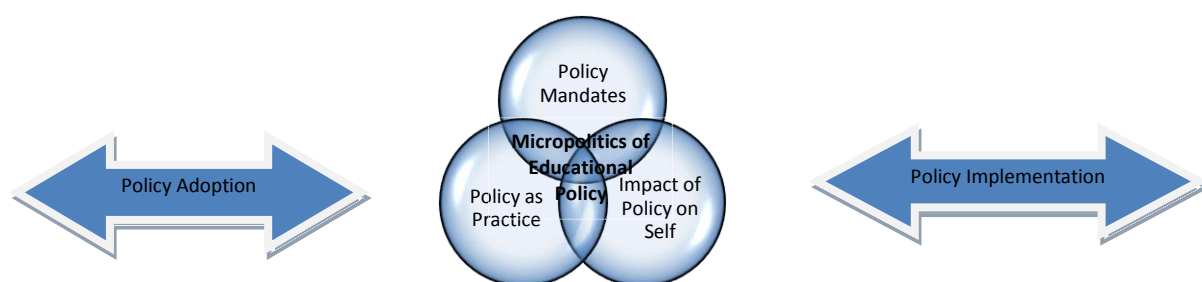 Policy Adoption
Policy
Mandates
Micropolitics of
Educational
Policy
Policy as
Practice
Impact of
Policy on
Self
Policy Implementation